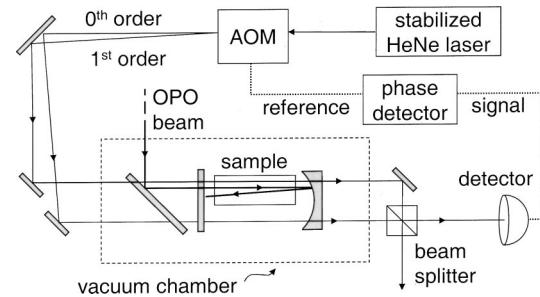 0th order
AOM
stabilized
HeNe laser
1st order
OPO
beam
reference
phase
detector
signal
sample
detector
beam
splitter
vacuum chamber